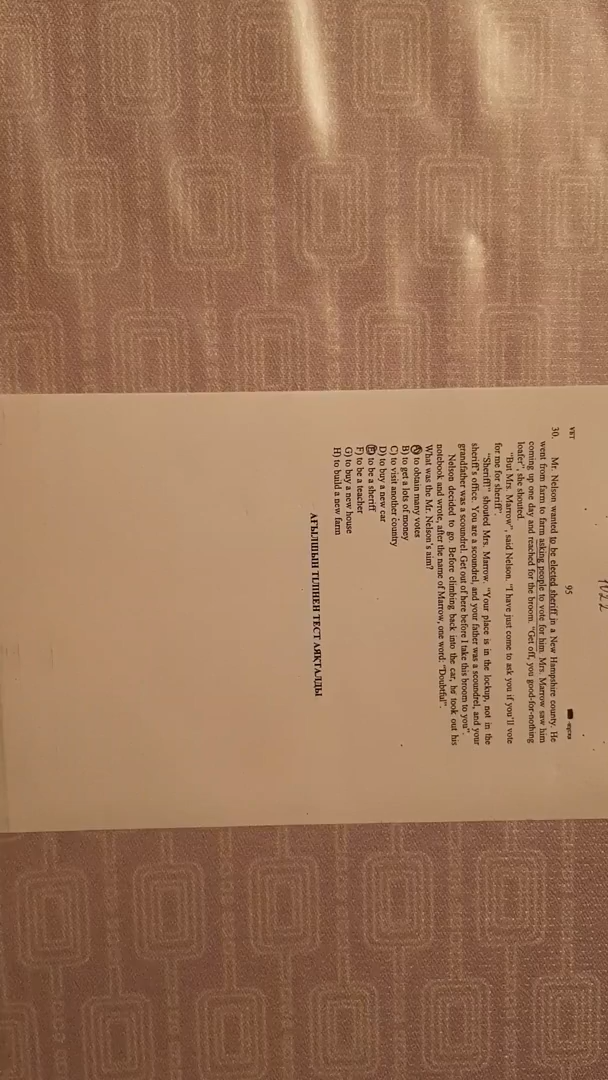 1022
ҰБТ 95 -нұсқа
30. Mr. Nelson wanted to be elected sheriff in a New Hampshire county. He
went from farm to farm asking people to vote for him. Mrs. Marrow saw him
coming up one day and reached for the broom. "Get off, you good-for-nothing
loafer", she shouted.
"But Mrs. Marrow", said Nelson. "I have just come to ask you if you'll vote
for me for sheriff".
"Sheriff" shouted Mrs. Marrow. "Your place is in the lockup, not in the
sheriff's office. You are a scoundrel, and your father was a scoundrel, and your
grandfather was a scoundrel. Get out of here before I take this broom to you".
Nelson decided to go. Before climbing back into the car, he took out his
notebook and wrote, after the name of Marrow, one word: "Doubtful".
What was the Mr. Nelson's aim?
A) to obtain many votes
B) to get a lots of money
C) to visit another country
D) to buy a new car
E) to be a sheriff
F) to be a teacher
G) to buy a new house
H) to build a new farm
АҒЫЛШЫН ТІЛІНЕН ТЕСТ АЯҚТАЛДЫ